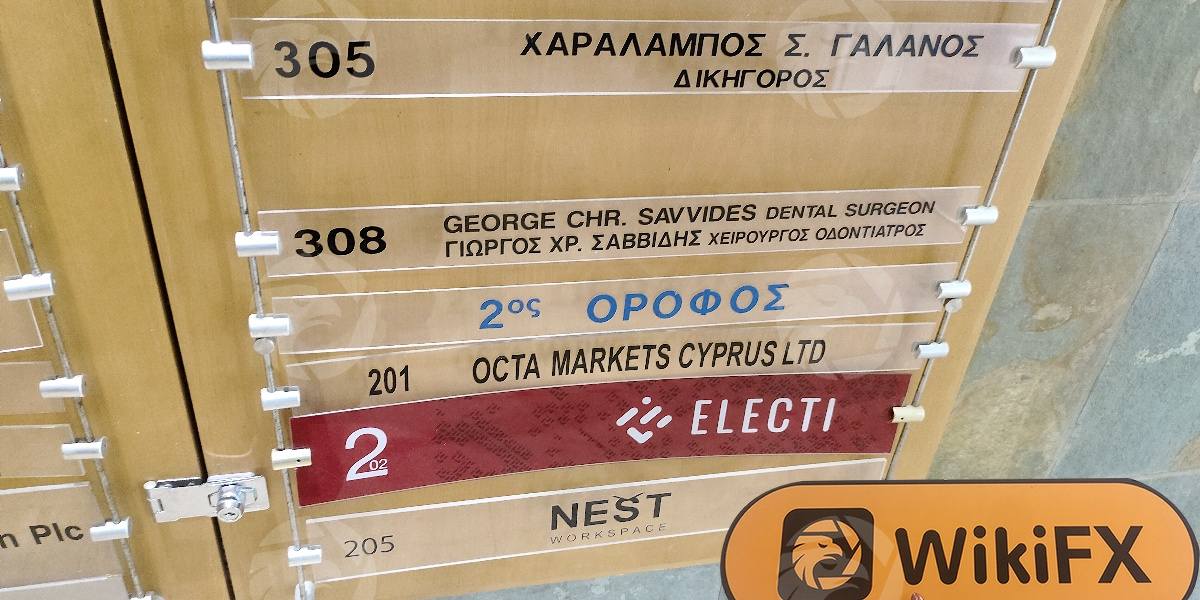 305 ΧΑΡΑΛΑΜΠΟΣ Σ. ΓΑΛΑΝΟΣ
ΔΙΚΗΓΟΡΟΣ
308 GEORGE CHR. SAVVIDES DENTAL SURGEON
ΓΙΩΡΓΟΣ ΧΡ. ΣΑΒΒΙΔΗΣ ΧΕΙΡΟΥΡΓΟΣ ΟΔΟΝΤΙΑΤΡΟΣ
2ος ΟΡΟΦΟΣ
201 OCTA MARKETS CYPRUS LTD
202 ELECTI
205 NEST
WORKSPACE
n Plc
WikiFX